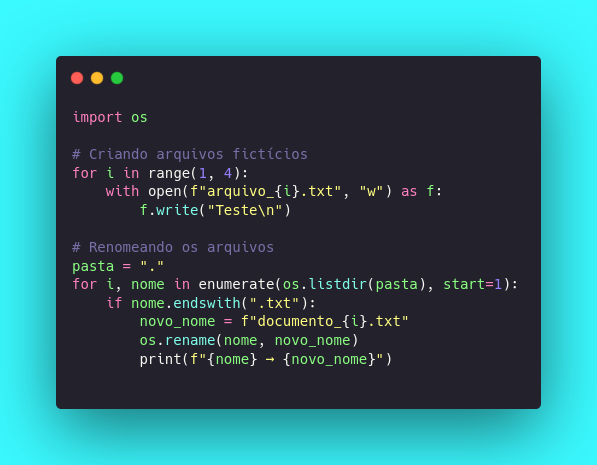 import os

# Criando arquivos fictícios
for i in range(1, 4):
    with open(f"arquivo_{i}.txt", "w") as f:
        f.write("Teste\n")

# Renomeando os arquivos
pasta = "."
for i, nome in enumerate(os.listdir(pasta), start=1):
    if nome.endswith(".txt"):
        novo_nome = f"documento_{i}.txt"
        os.rename(nome, novo_nome)
        print(f"{nome} → {novo_nome}")